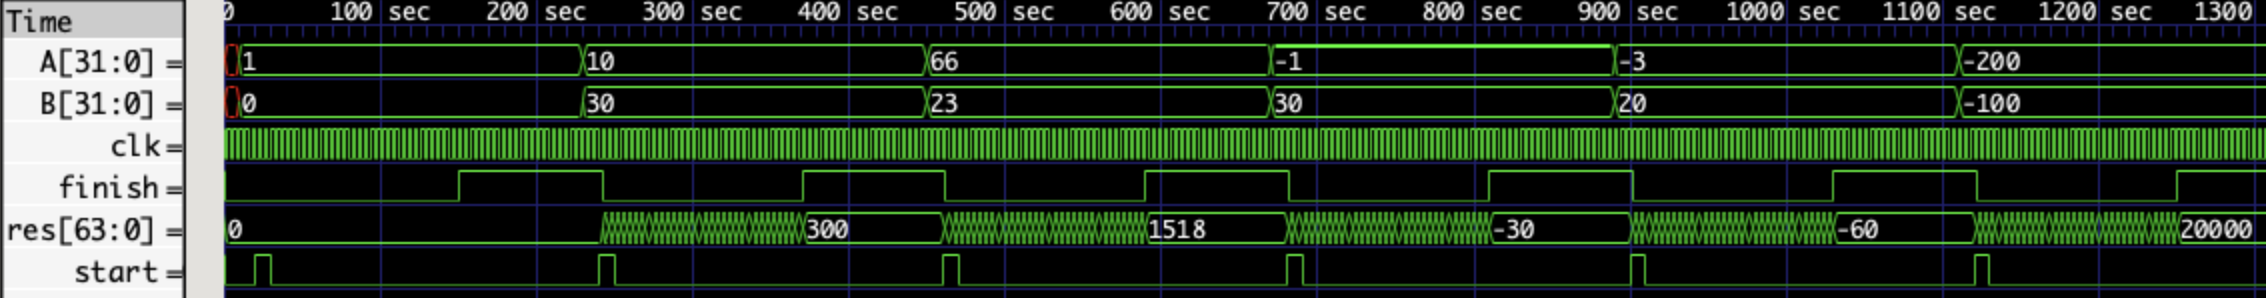 Time 0 100 sec 200 sec 300 sec 400 sec 500 sec 600 sec 700 sec 800 sec 900 sec 1000 sec 1100 sec 1200 sec 1300
A[31:0] = 1 10 66 -1 -3 -200
B[31:0] = 0 30 23 30 20 -100
clk =
finish =
res[63:0] = 0 300 1518 -30 -60 20000
start =